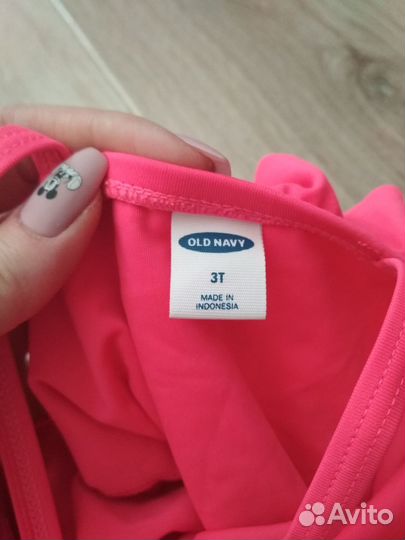 OLD NAVY
3T
MADE IN
INDONESIA
Avito